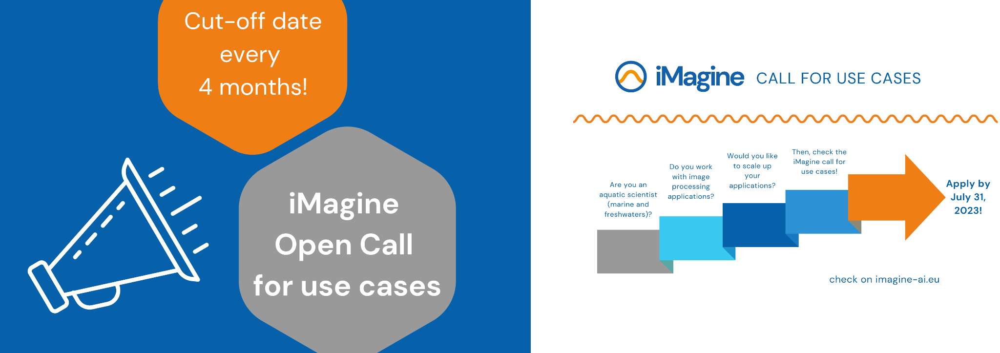 Cut-off date
every
4 months!
iMagine
Open Call
for use cases
iMagine CALL FOR USE CASES
Are you an
aquatic scientist
(marine and
freshwaters)?
Do you work
with image
processing
applications?
Would you like
to scale up
your
applications?
Then, check the
iMagine call for
use cases!
Apply by
July 31,
2023!
check on imagine-ai.eu